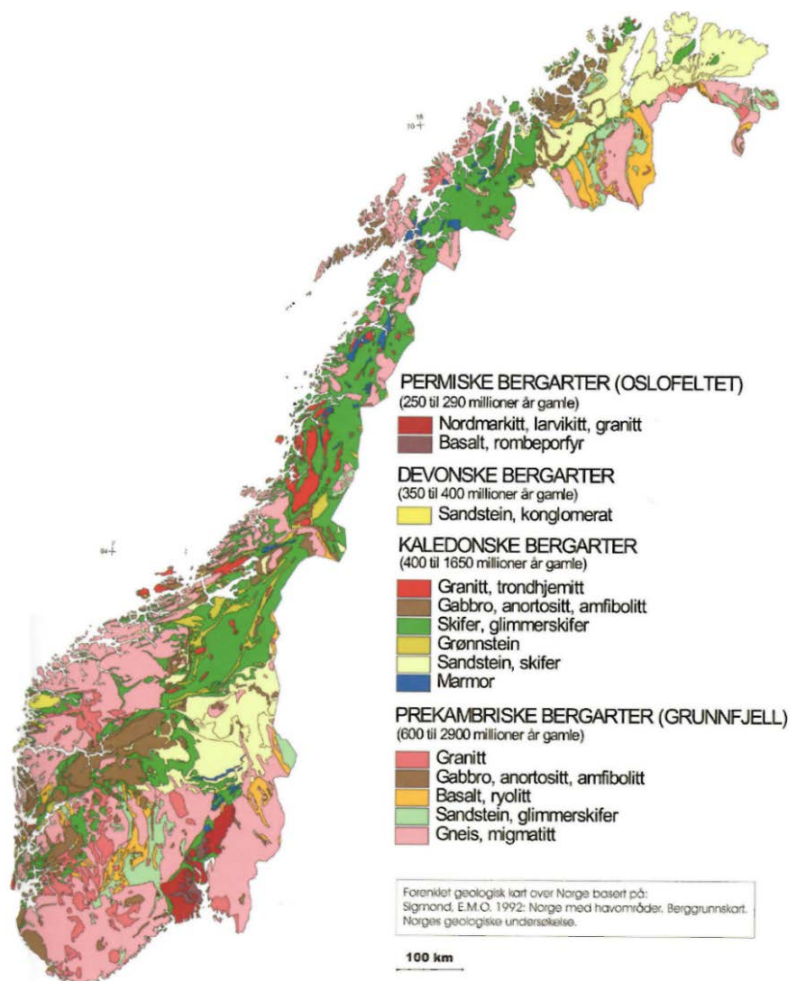 PERMISKE BERGARTER (OSLOFELTET)
(250 til 290 millioner år gamle)
Nordmarkitt, larvikitt, granitt
Basalt, rombeporfyr
DEVONSKE BERGARTER
(350 til 400 millioner år gamle)
Sandstein, konglomerat
KALEDONSKE BERGARTER
(400 til 1650 millioner år gamle)
Granitt, trondhjemitt
Gabbro, anortositt, amfibolitt
Skifer, glimmerskifer
Grønnstein
Sandstein, skifer
Marmor
PREKAMBRISKE BERGARTER (GRUNNFJELL)
(600 til 2900 millioner år gamle)
Granitt
Gabbro, anortositt, amfibolitt
Basalt, ryolitt
Sandstein, glimmerskifer
Gneis, migmatitt
Forenklet geologisk kart over Norge basert på:
Sigmond, E.M.O. 1992: Norge med havområder. Berggrunnskart.
Norges geologiske undersøkelse.
100 km